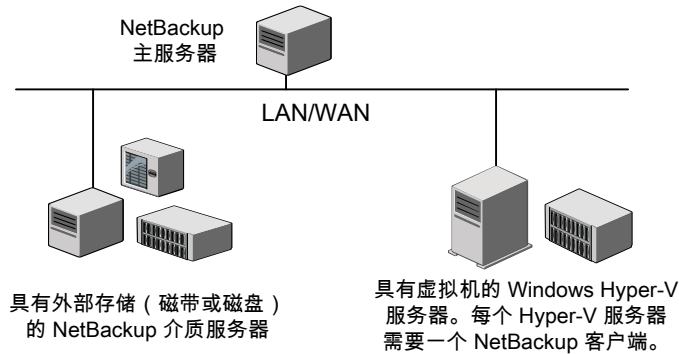 NetBackup
主服务器
LAN/WAN
具有外部存储（磁带或磁盘）
的 NetBackup 介质服务器
具有虚拟机的 Windows Hyper-V
服务器。每个 Hyper-V 服务器
需要一个 NetBackup 客户端。